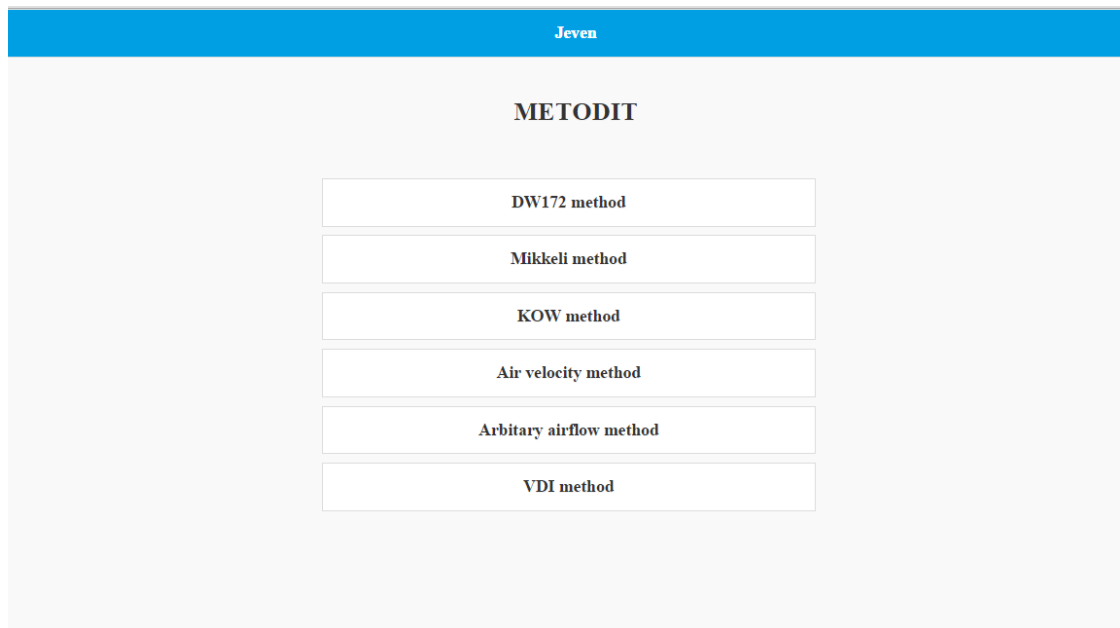 Jeven
METODIT
DW172 method
Mikkeli method
KOW method
Air velocity method
Arbitary airflow method
VDI method